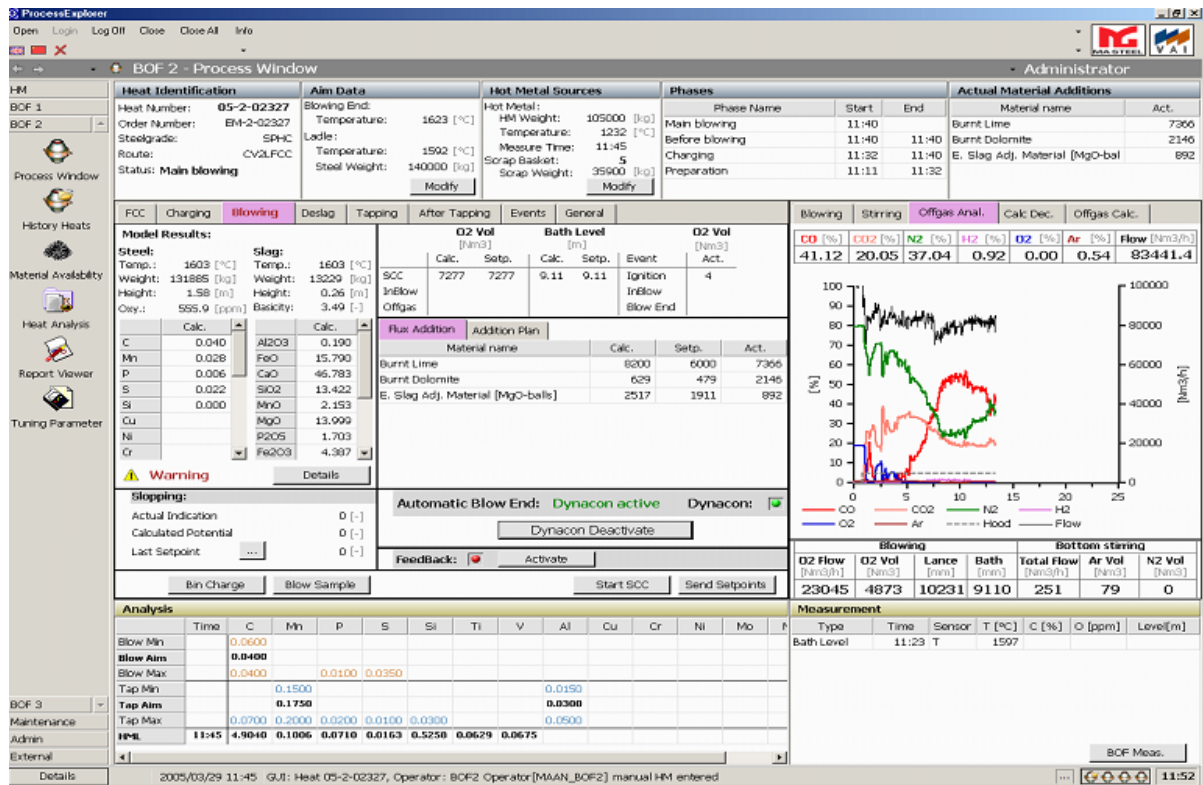 ProcessExplorer
Open Login Log Off Close Close All Info
MA STEEL VAI
BOF 2 - Process Window Administrator
HM
BOF 1
BOF 2
Process Window
History Heats
Material Availability
Heat Analysis
Report Viewer
Tuning Parameter
BOF 3
Maintenance
Admin
External
Details
Heat Identification
Heat Number: 05-2-02327
Order Number: EM-2-02327
Steelgrade: SPHC
Route: CV2LFCC
Status: Main blowing
Aim Data
Blowing End:
Temperature: 1623 [°C]
Ladle:
Temperature: 1592 [°C]
Steel Weight: 140000 [kg]
Modify
Hot Metal Sources
Hot Metal:
HM Weight: 105000 [kg]
Temperature: 1232 [°C]
Measure Time: 11:45
Scrap Basket: 5
Scrap Weight: 35900 [kg]
Modify
Phases
Phase Name Start End
Main blowing 11:40
Before blowing 11:40 11:40
Charging 11:32 11:40
Preparation 11:11 11:32
Actual Material Additions
Material name Act.
Burnt Lime 7366
Burnt Dolomite 2146
E. Slag Adj. Material [MgO-bal 892
FCC Charging Blowing Deslag Tapping After Tapping Events General
Model Results:
Steel: Slag:
Temp.: 1603 [°C] Temp.: 1603 [°C]
Weight: 131885 [kg] Weight: 13229 [kg]
Height: 1.58 [m] Height: 0.26 [m]
Oxy.: 555.9 [ppm] Basicity: 3.49 [-]
Calc. Calc.
C 0.040 Al2O3 0.190
Mn 0.028 FeO 15.790
P 0.006 CaO 46.783
S 0.022 SiO2 13.422
Si 0.000 MnO 2.153
Cu MgO 13.999
Ni P2O5 1.703
Cr Fe2O3 4.387
Warning Details
Slopping:
Actual Indication 0 [-]
Calculated Potential 0 [-]
Last Setpoint ... 0 [-]
O2 Vol Bath Level O2 Vol
[Nm3] [m] [Nm3]
Calc. Setp. Calc. Setp. Event Act.
SCC 7277 7277 9.11 9.11 Ignition 4
InBlow InBlow
Offgas Blow End
Flux Addition Addition Plan
Material name Calc. Setp. Act.
Burnt Lime 8200 6000 7366
Burnt Dolomite 629 479 2146
E. Slag Adj. Material [MgO-balls] 2517 1911 892
Automatic Blow End: Dynacon active Dynacon:
Dynacon Deactivate
FeedBack: Activate
Bin Charge Blow Sample Start SCC Send Setpoints
Blowing Stirring Offgas Anal. Calc Dec. Offgas Calc.
CO [%] CO2 [%] N2 [%] H2 [%] O2 [%] Ar [%] Flow [Nm3/h]
41.12 20.05 37.04 0.92 0.00 0.54 83441.4
100 100000
90
80 80000
70
60 60000
50
[%] [Nm3/h]
40 40000
30
20 20000
10
0 0
0 5 10 15 20 25
CO CO2 N2 H2
O2 Ar Hood Flow
Blowing Bottom stirring
O2 Flow O2 Vol Lance Bath Total Flow Ar Vol N2 Vol
[Nm3/h] [Nm3] [mm] [mm] [Nm3/h] [Nm3] [Nm3]
23045 4873 10231 9110 251 79 0
Analysis
Time C Mn P S Si Ti V Al Cu Cr Ni Mo
Blow Min 0.0600
Blow Aim 0.0400
Blow Max 0.0400 0.0100 0.0350
Tap Min 0.1500 0.0150
Tap Aim 0.1750 0.0300
Tap Max 0.0700 0.2000 0.0200 0.0100 0.0300 0.0500
HML 11:45 4.9040 0.1006 0.0710 0.0163 0.5250 0.0629 0.0675
Measurement
Type Time Sensor T [°C] C [%] O [ppm] Level[m]
Bath Level 11:23 T 1597
BOF Meas.
2005/03/29 11:45 GUI: Heat 05-2-02327, Operator: BOF2 Operator[MAAN_BOF2] manual HM entered ... 11:52